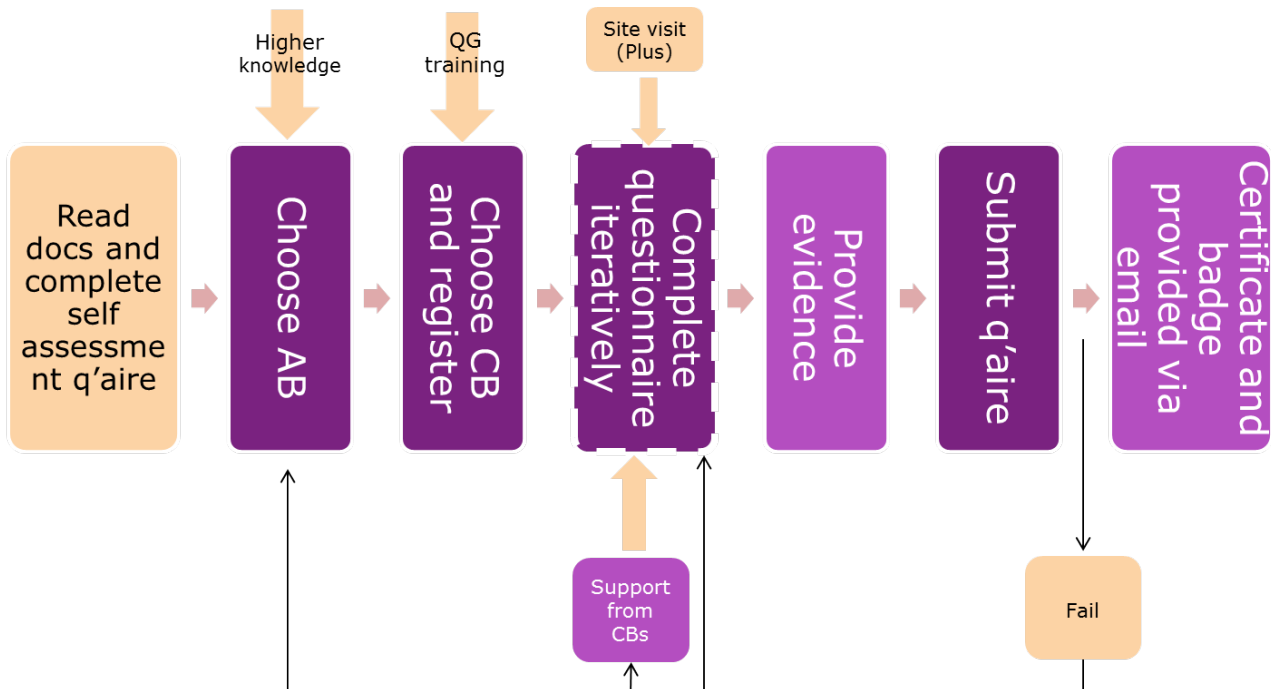 Higher
knowledge
QG
training
Site visit
(Plus)
Read
docs and
complete
self
assessme
nt q’aire
Choose AB
Choose CB
and register
Complete
questionnaire
iteratively
Provide
evidence
Submit q’aire
Certificate and
badge
provided via
email
Support
from
CBs
Fail